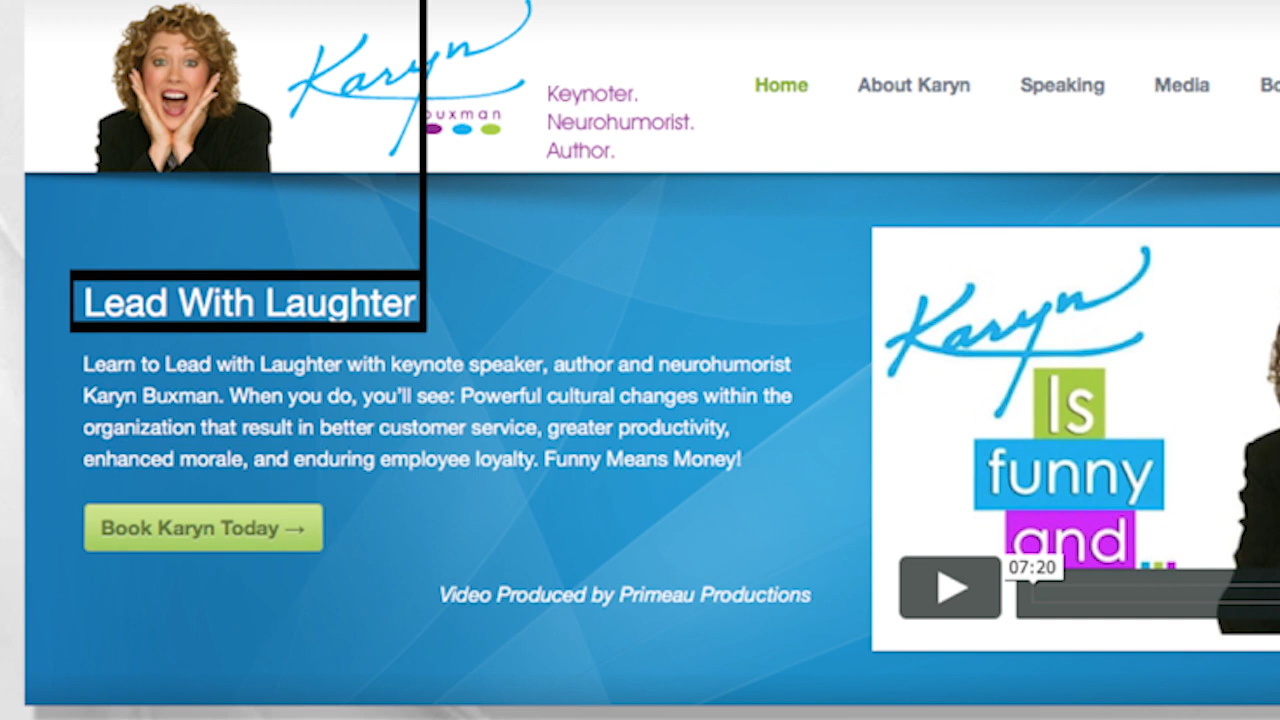 Karyn
buxman
Keynoter.
Neurohumorist.
Author.
Home About Karyn Speaking Media
Lead With Laughter
Learn to Lead with Laughter with keynote speaker, author and neurohumorist
Karyn Buxman. When you do, you'll see: Powerful cultural changes within the
organization that result in better customer service, greater productivity,
enhanced morale, and enduring employee loyalty. Funny Means Money!
Book Karyn Today →
Video Produced by Primeau Productions
Karyn
Is
funny
and
07:20